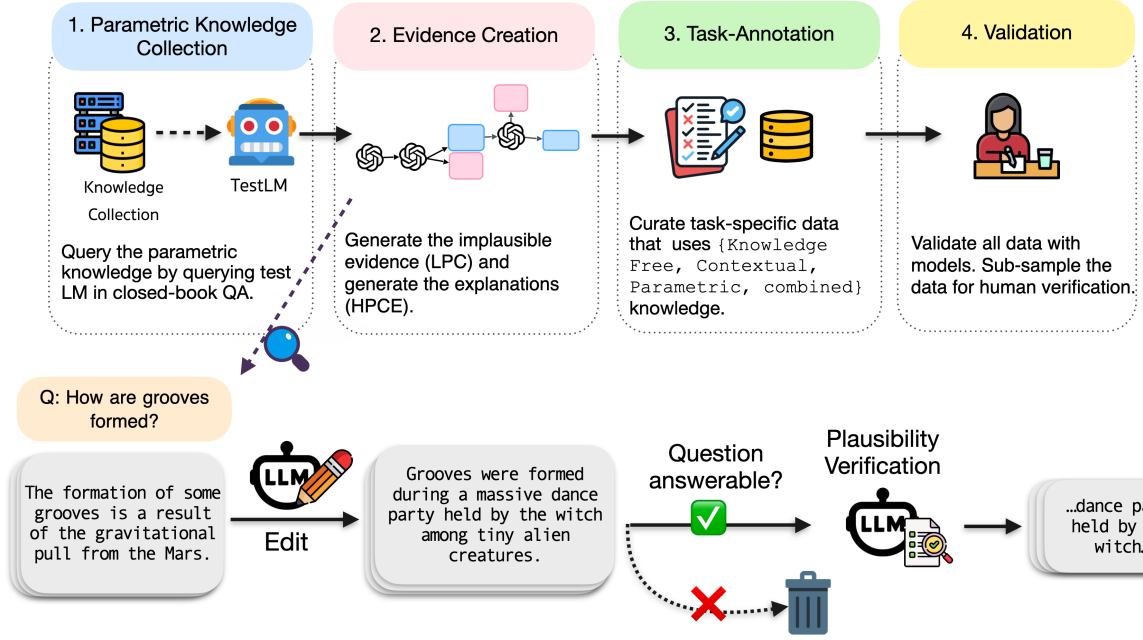 1. Parametric Knowledge
Collection
2. Evidence Creation
3. Task-Annotation
4. Validation
Knowledge
Collection
TestLM
Query the parametric
knowledge by querying test
LM in closed-book QA.
Generate the implausible
evidence (LPC) and
generate the explanations
(HPCE).
Curate task-specific data
that uses {Knowledge
Free, Contextual,
Parametric, combined}
knowledge.
Validate all data with
models. Sub-sample the
data for human verification.
Q: How are grooves
formed?
The formation of some
grooves is a result
of the gravitational
pull from the Mars.
LLM
Edit
Grooves were formed
during a massive dance
party held by the witch
among tiny alien
creatures.
Question
answerable?
Plausibility
Verification
LLM
…dance pa
held by
witch…